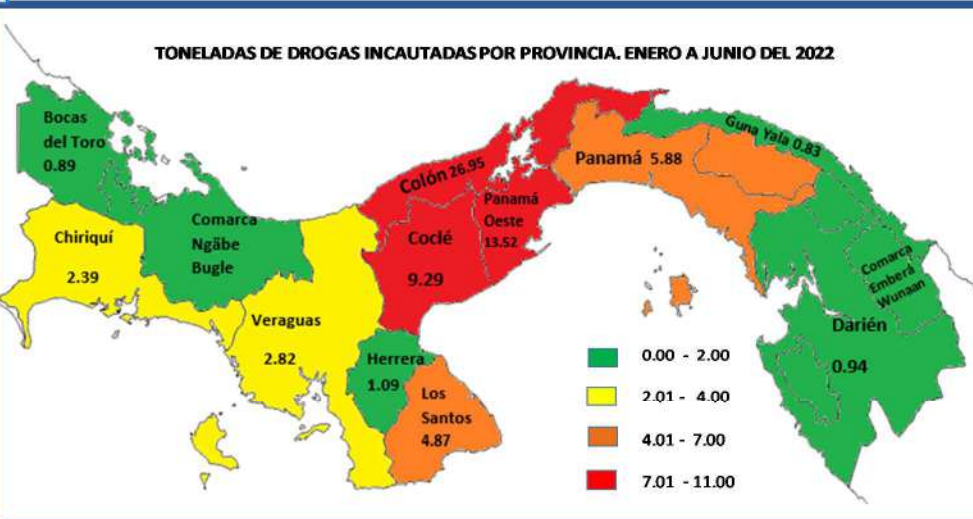 TONELADAS DE DROGAS INCAUTADAS POR PROVINCIA. ENERO A JUNIO DEL 2022
Bocas
del Toro
0.89
Chiriquí
2.39
Comarca
Ngäbe
Bugle
Veraguas
2.82
Herrera
1.09
Los
Santos
4.87
Colón 26.95
Coclé
9.29
Panamá
Oeste
13.52
Panamá 5.88
Guna Yala 0.83
Comarca
Emberá
Wunaan
Darién
0.94
0.00 - 2.00
2.01 - 4.00
4.01 - 7.00
7.01 - 11.00